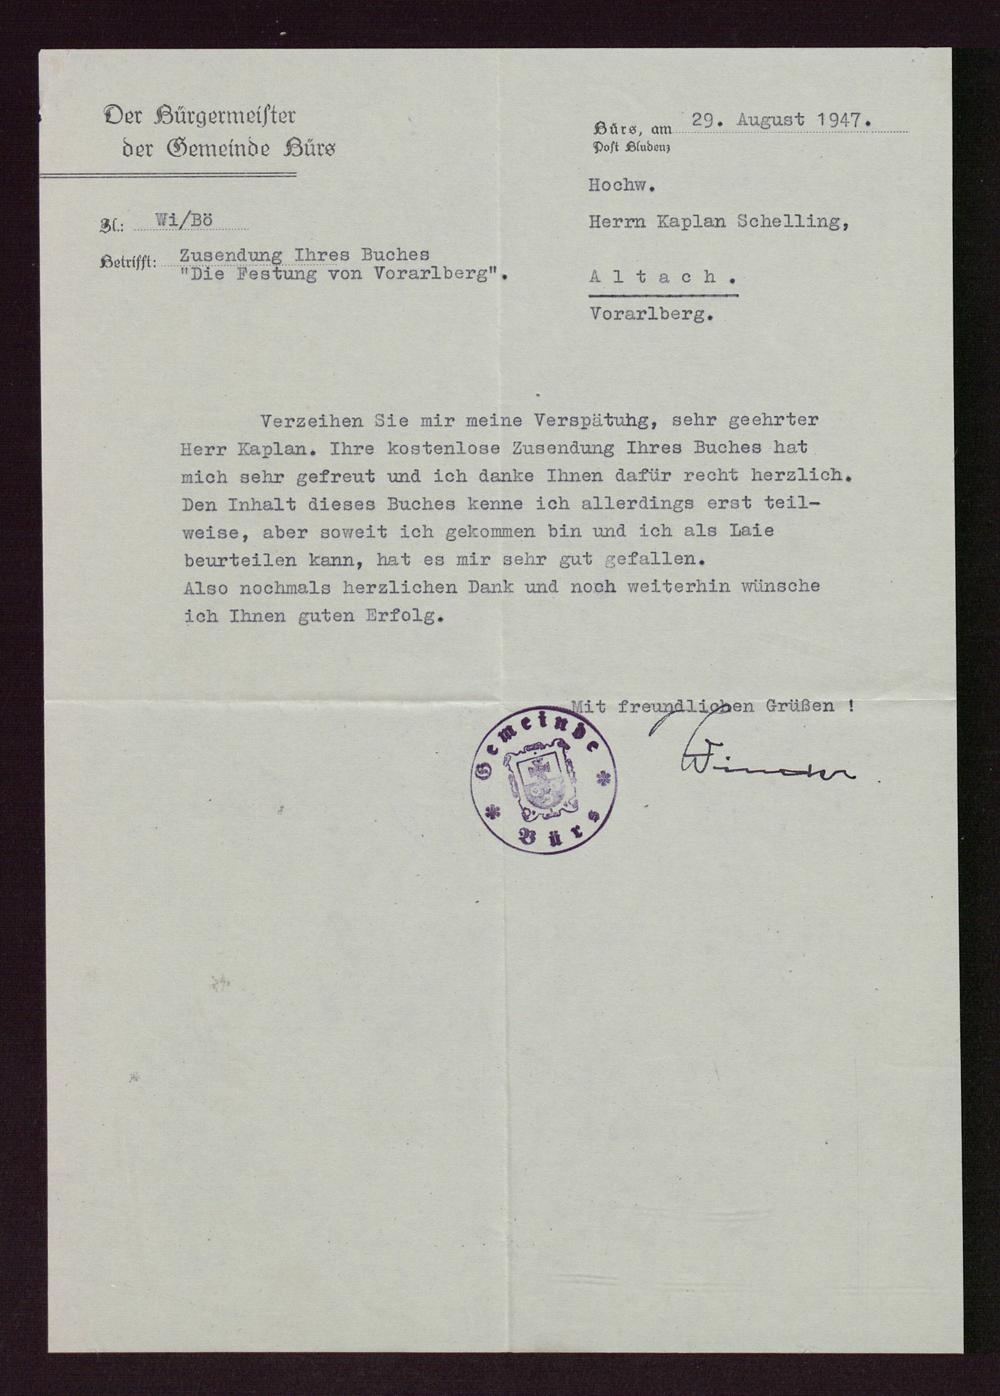 Der Bürgermeister
der Gemeinde Bürs
Bürs, am 29. August 1947.
Post Bludenz
Hochw.
Herrn Kaplan Schelling,
Altach.
Vorarlberg.
Zl.: Wi/Bö
Betrifft: Zusendung Ihres Buches
"Die Festung von Vorarlberg".
Verzeihen Sie mir meine Verspätuhg, sehr geehrter
Herr Kaplan. Ihre kostenlose Zusendung Ihres Buches hat
mich sehr gefreut und ich danke Ihnen dafür recht herzlich.
Den Inhalt dieses Buches kenne ich allerdings erst teil-
weise, aber soweit ich gekommen bin und ich als Laie
beurteilen kann, hat es mir sehr gut gefallen.
Also nochmals herzlichen Dank und noch weiterhin wünsche
ich Ihnen guten Erfolg.
Mit freundlichen Grüßen !
Gemeinde
Bürs